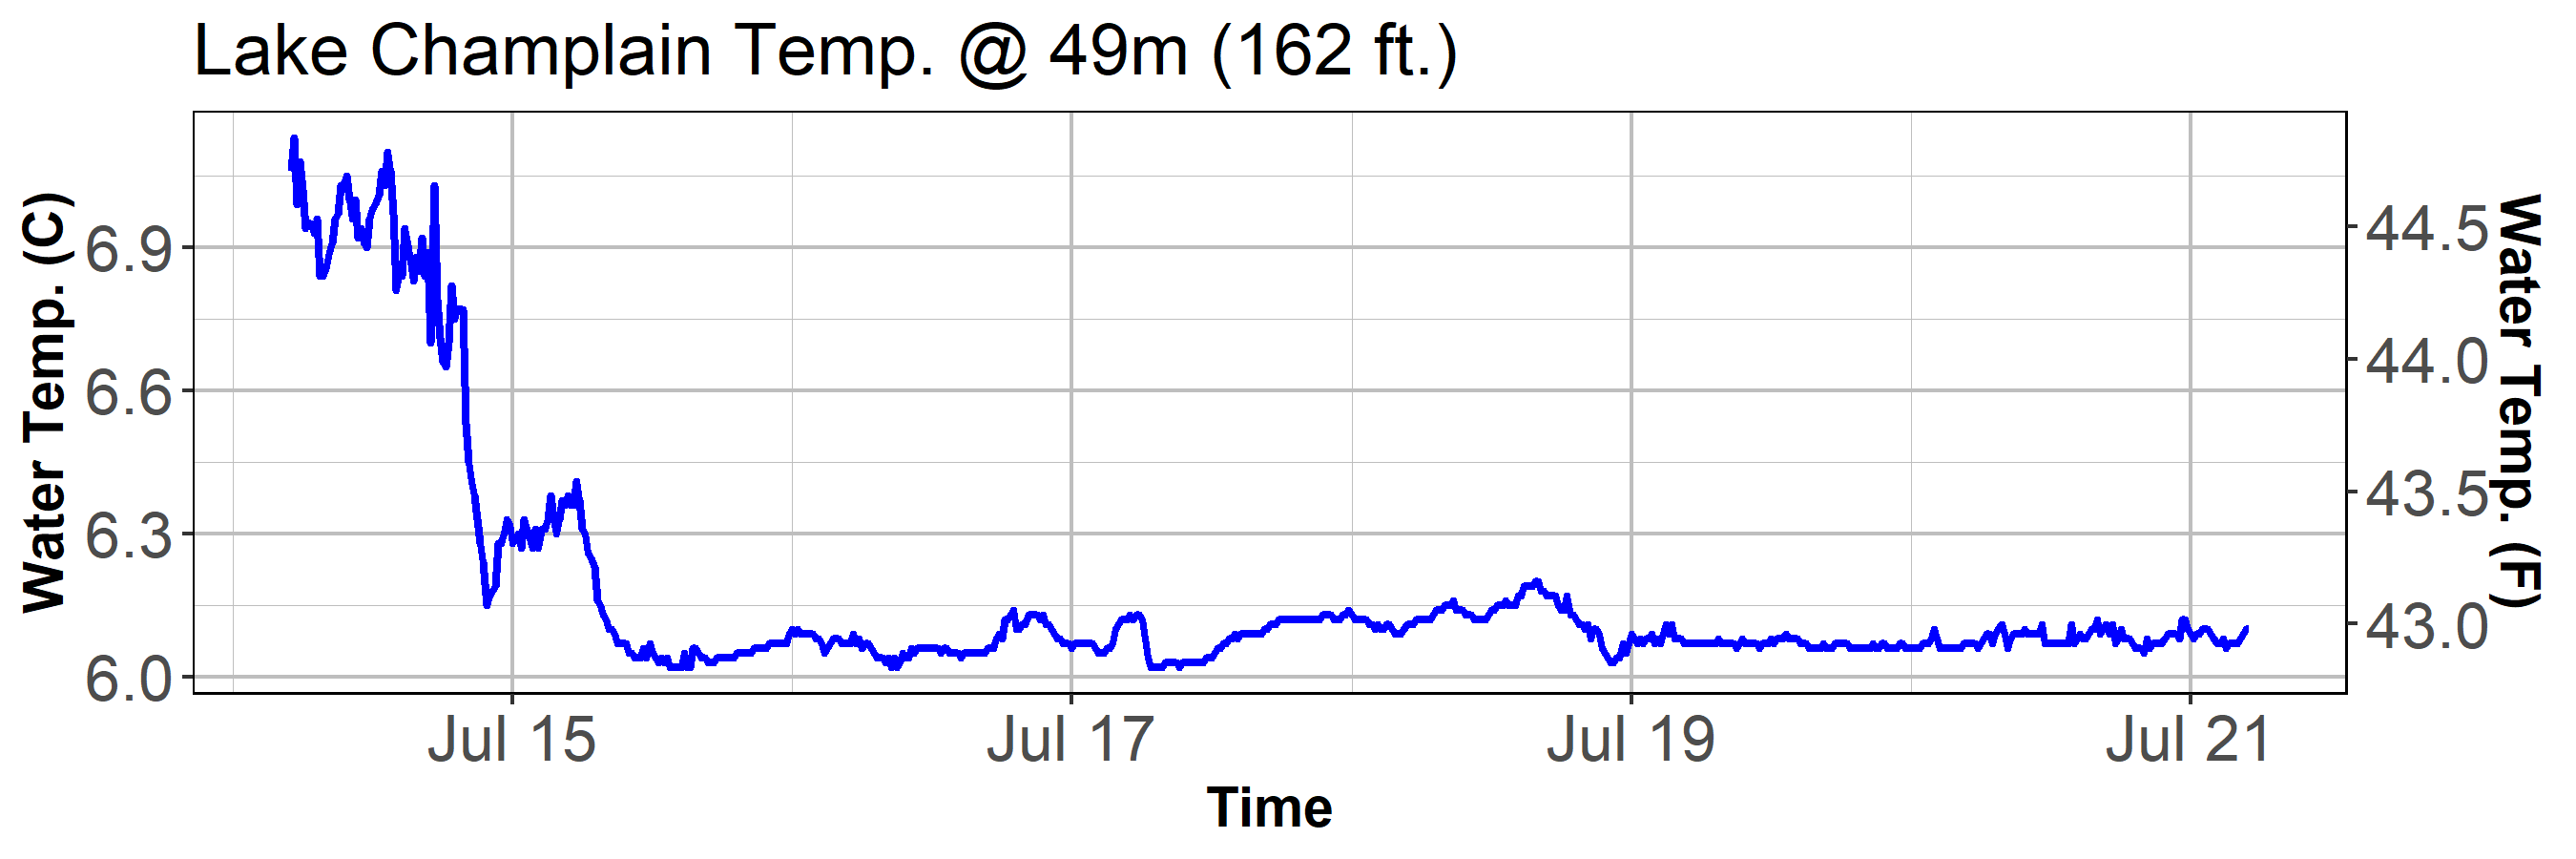 Lake Champlain Temp. @ 49m (162 ft.)
Water Temp. (C)
6.9
6.6
6.3
6.0
44.5
44.0
43.5
43.0
Water Temp. (F)
Jul 15 Jul 17 Jul 19 Jul 21
Time